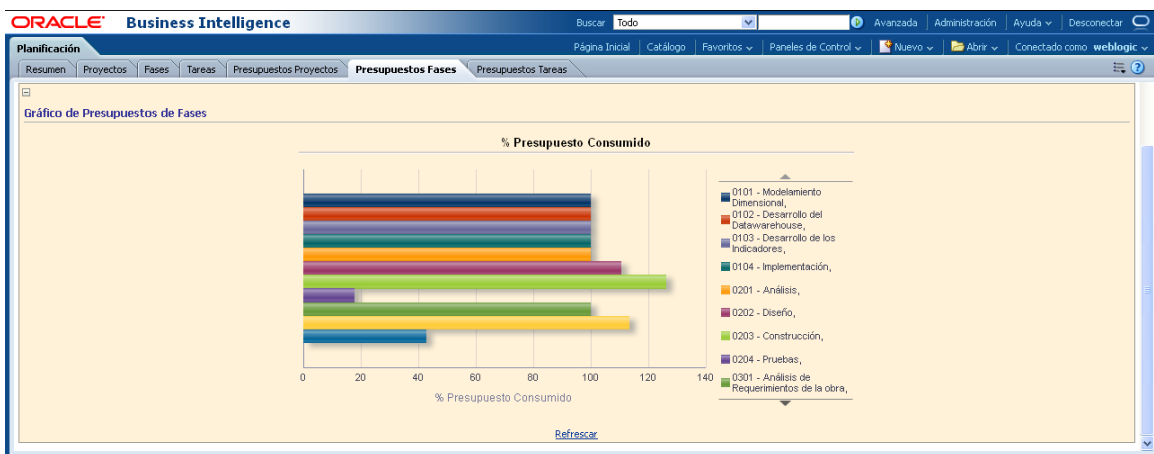 ORACLE Business Intelligence
Buscar Todo Avanzada Administración Ayuda Desconectar
Planificación
Página Inicial Catálogo Favoritos Paneles de Control Nuevo Abrir Conectado como weblogic
Resumen Proyectos Fases Tareas Presupuestos Proyectos Presupuestos Fases Presupuestos Tareas
Gráfico de Presupuestos de Fases
% Presupuesto Consumido
0101 - Modelamiento
Dimensional,
0102 - Desarrollo del
Datawarehouse,
0103 - Desarrollo de los
Indicadores,
0104 - Implementación,
0201 - Análisis,
0202 - Diseño,
0203 - Construcción,
0204 - Pruebas,
0301 - Análisis de
Requerimientos de la obra,
0 20 40 60 80 100 120 140
% Presupuesto Consumido
Refrescar